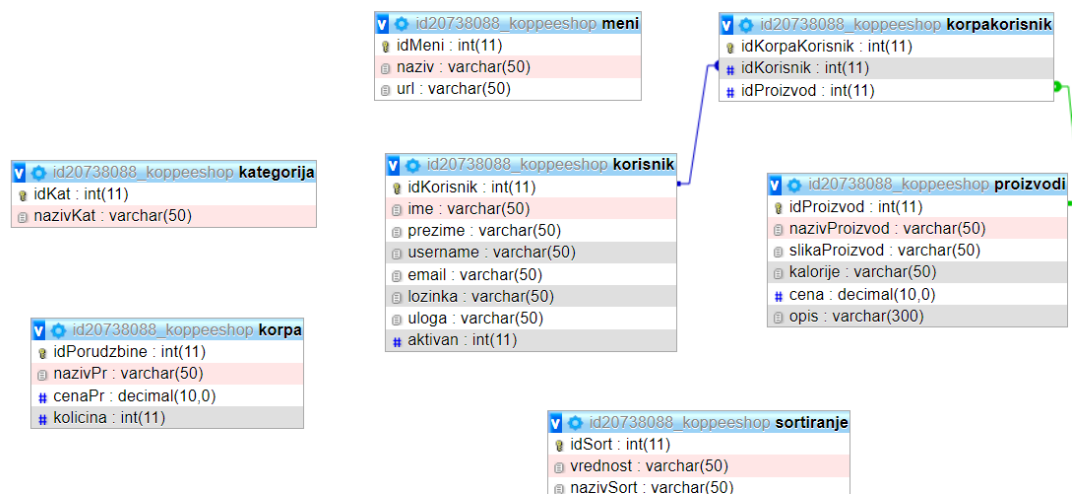 id20738088_koppeeshop meni
idMeni : int(11)
naziv : varchar(50)
url : varchar(50)
id20738088_koppeeshop korpakorisnik
idKorpaKorisnik : int(11)
idKorisnik : int(11)
idProizvod : int(11)
id20738088_koppeeshop kategorija
idKat : int(11)
nazivKat : varchar(50)
id20738088_koppeeshop korisnik
idKorisnik : int(11)
ime : varchar(50)
prezime : varchar(50)
username : varchar(50)
email : varchar(50)
lozinka : varchar(50)
uloga : varchar(50)
aktivan : int(11)
id20738088_koppeeshop proizvodi
idProizvod : int(11)
nazivProizvod : varchar(50)
slikaProizvod : varchar(50)
kalorije : varchar(50)
cena : decimal(10,0)
opis : varchar(300)
id20738088_koppeeshop korpa
idPorudzbine : int(11)
nazivPr : varchar(50)
cenaPr : decimal(10,0)
kolicina : int(11)
id20738088_koppeeshop sortiranje
idSort : int(11)
vrednost : varchar(50)
nazivSort : varchar(50)